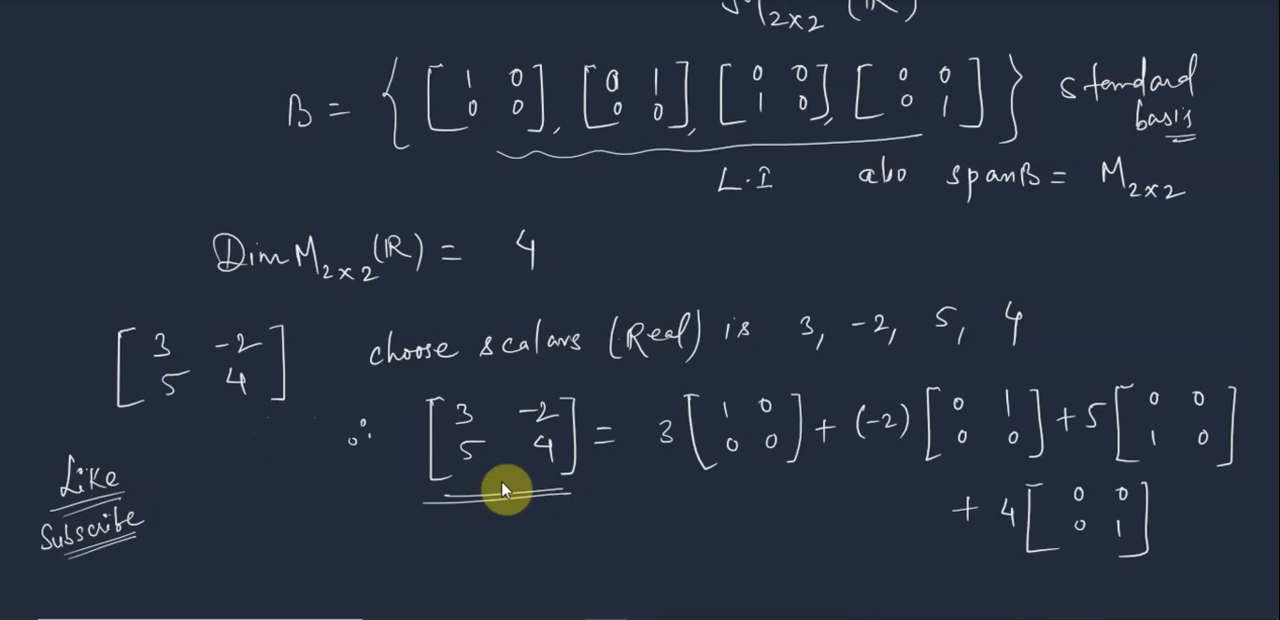 M₂ₓ₂ (ℝ)
B = { [1 0; 0 0], [0 1; 0 0], [0 0; 1 0], [0 0; 0 1] } standard basis
L.I also span B = M₂ₓ₂
Dim M₂ₓ₂(ℝ) = 4
[3 -2; 5 4] choose scalars (Real) is 3, -2, 5, 4
∴ [3 -2; 5 4] = 3 [1 0; 0 0] + (-2) [0 1; 0 0] + 5 [0 0; 1 0]
+ 4 [0 0; 0 1]
Like
Subscribe